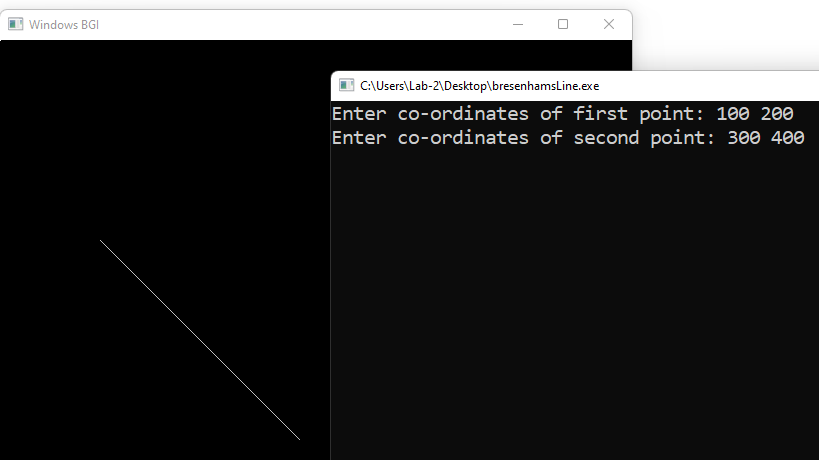 Windows BGI
C:\Users\Lab-2\Desktop\bresenhamsLine.exe
Enter co-ordinates of first point: 100 200
Enter co-ordinates of second point: 300 400